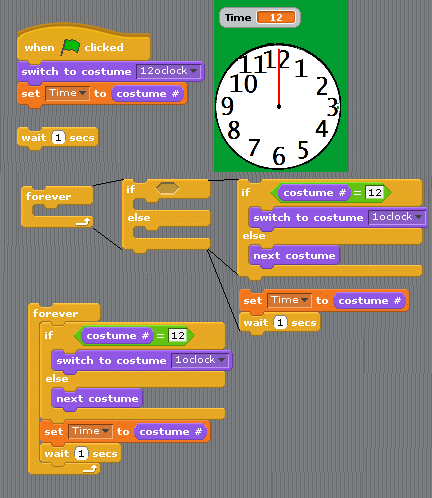 when clicked
switch to costume 12oclock
set Time to costume #
wait 1 secs
Time 12
12
1
2
3
4
5
6
7
8
9
10
11
forever
if
else
if costume # = 12
switch to costume 1oclock
else
next costume
set Time to costume #
wait 1 secs
forever
if costume # = 12
switch to costume 1oclock
else
next costume
set Time to costume #
wait 1 secs